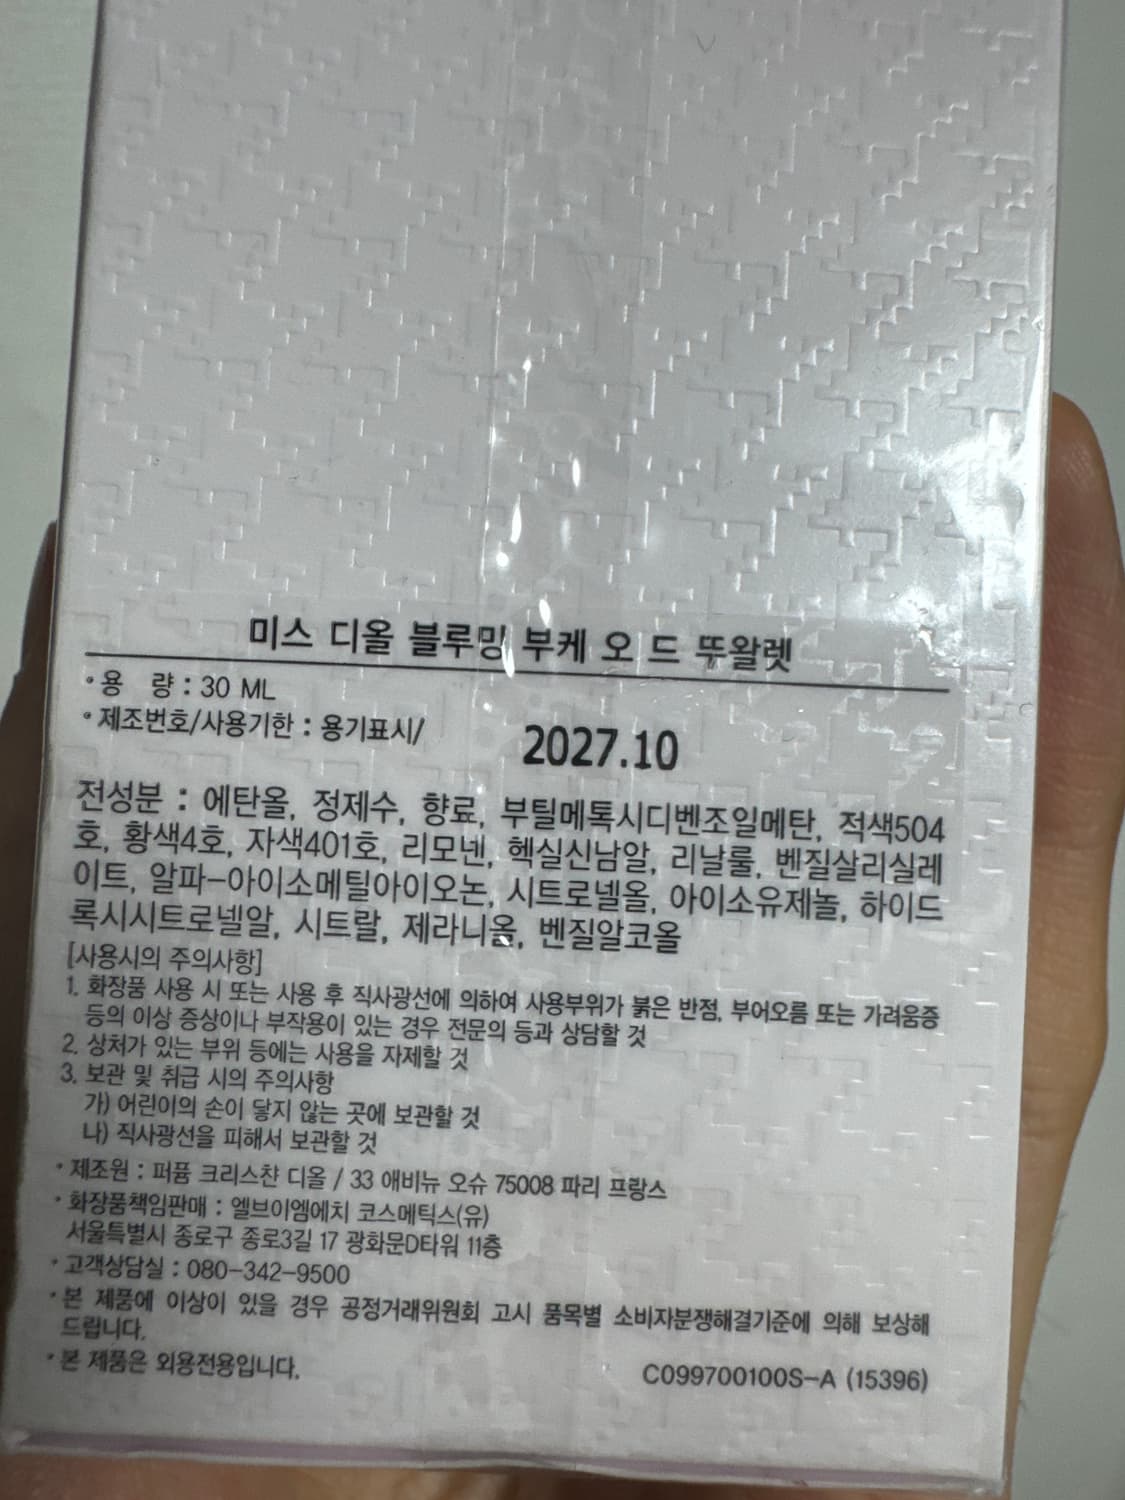 미스 디올 블루밍 부케 오 드 뚜왈렛
• 용 량 : 30 ML
• 제조번호/사용기한 : 용기표시/ 2027.10
전성분 : 에탄올, 정제수, 향료, 부틸메톡시디벤조일메탄, 적색504
호, 황색4호, 자색401호, 리모넨, 헥실신남알, 리날룰, 벤질살리실레
이트, 알파-아이소메틸아이오논, 시트로넬올, 아이소유제놀, 하이드
록시시트로넬알, 시트랄, 제라니올, 벤질알코올
[사용시의 주의사항]
1. 화장품 사용 시 또는 사용 후 직사광선에 의하여 사용부위가 붉은 반점, 부어오름 또는 가려움증
등의 이상 증상이나 부작용이 있는 경우 전문의 등과 상담할 것
2. 상처가 있는 부위 등에는 사용을 자제할 것
3. 보관 및 취급 시의 주의사항
가) 어린이의 손이 닿지 않는 곳에 보관할 것
나) 직사광선을 피해서 보관할 것
• 제조원 : 퍼퓸 크리스챤 디올 / 33 애비뉴 오슈 75008 파리 프랑스
• 화장품책임판매 : 엘브이엠에치 코스메틱스(유)
서울특별시 종로구 종로3길 17 광화문D타워 11층
• 고객상담실 : 080-342-9500
• 본 제품에 이상이 있을 경우 공정거래위원회 고시 품목별 소비자분쟁해결기준에 의해 보상해
드립니다.
• 본 제품은 외용전용입니다.
C099700100S-A (15396)